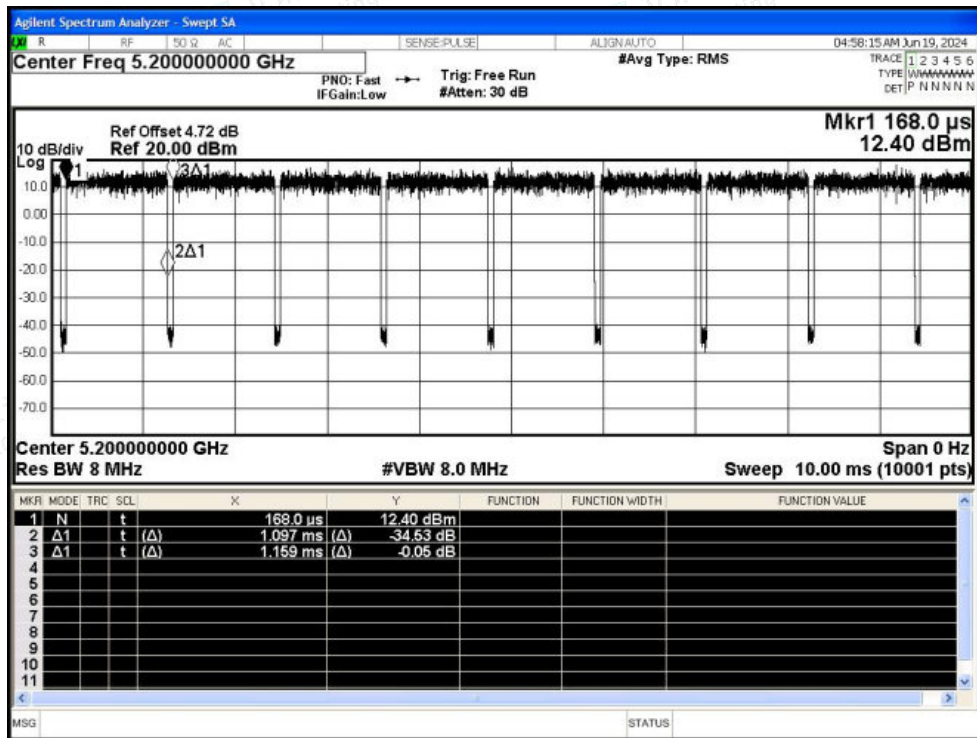 Agilent Spectrum Analyzer - Swept SA
LXI R RF 50 Ω AC SENSE:PULSE ALIGNAUTO 04:58:15 AM Jun 19, 2024
Center Freq 5.200000000 GHz
PNO: Fast
IFGain:Low
Trig: Free Run
#Atten: 30 dB
#Avg Type: RMS
TRACE 1 2 3 4 5 6
TYPE
DET P N N N N N
Mkr1 168.0 µs
12.40 dBm
Ref Offset 4.72 dB
10 dB/div Ref 20.00 dBm
Log
1 3Δ1
10.0
0.00
-10.0
2Δ1
-20.0
-30.0
-40.0
-50.0
-60.0
-70.0
Center 5.200000000 GHz Span 0 Hz
Res BW 8 MHz #VBW 8.0 MHz Sweep 10.00 ms (10001 pts)
MKR MODE TRC SCL X Y FUNCTION FUNCTION WIDTH FUNCTION VALUE
1 N t 168.0 µs 12.40 dBm
2 Δ1 t (Δ) 1.097 ms (Δ) -34.53 dB
3 Δ1 t (Δ) 1.159 ms (Δ) -0.05 dB
4
5
6
7
8
9
10
11
MSG STATUS